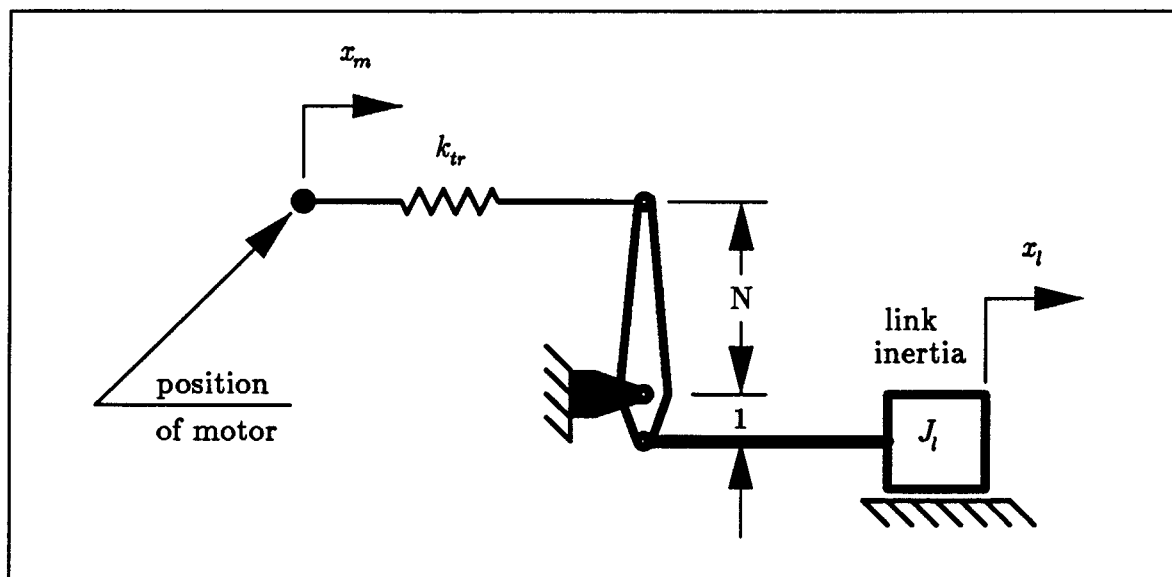 x_m
k_tr
N
x_l
link
inertia
position
of motor
1
J_l